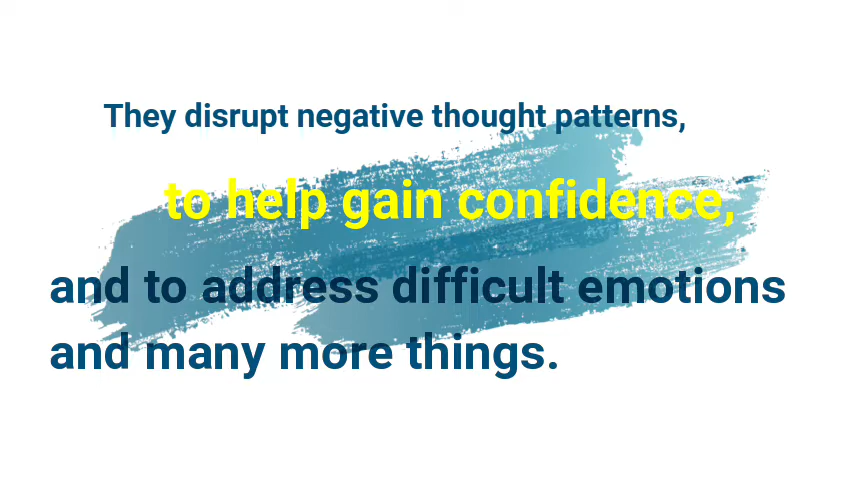 They disrupt negative thought patterns,
to help gain confidence,
and to address difficult emotions
and many more things.